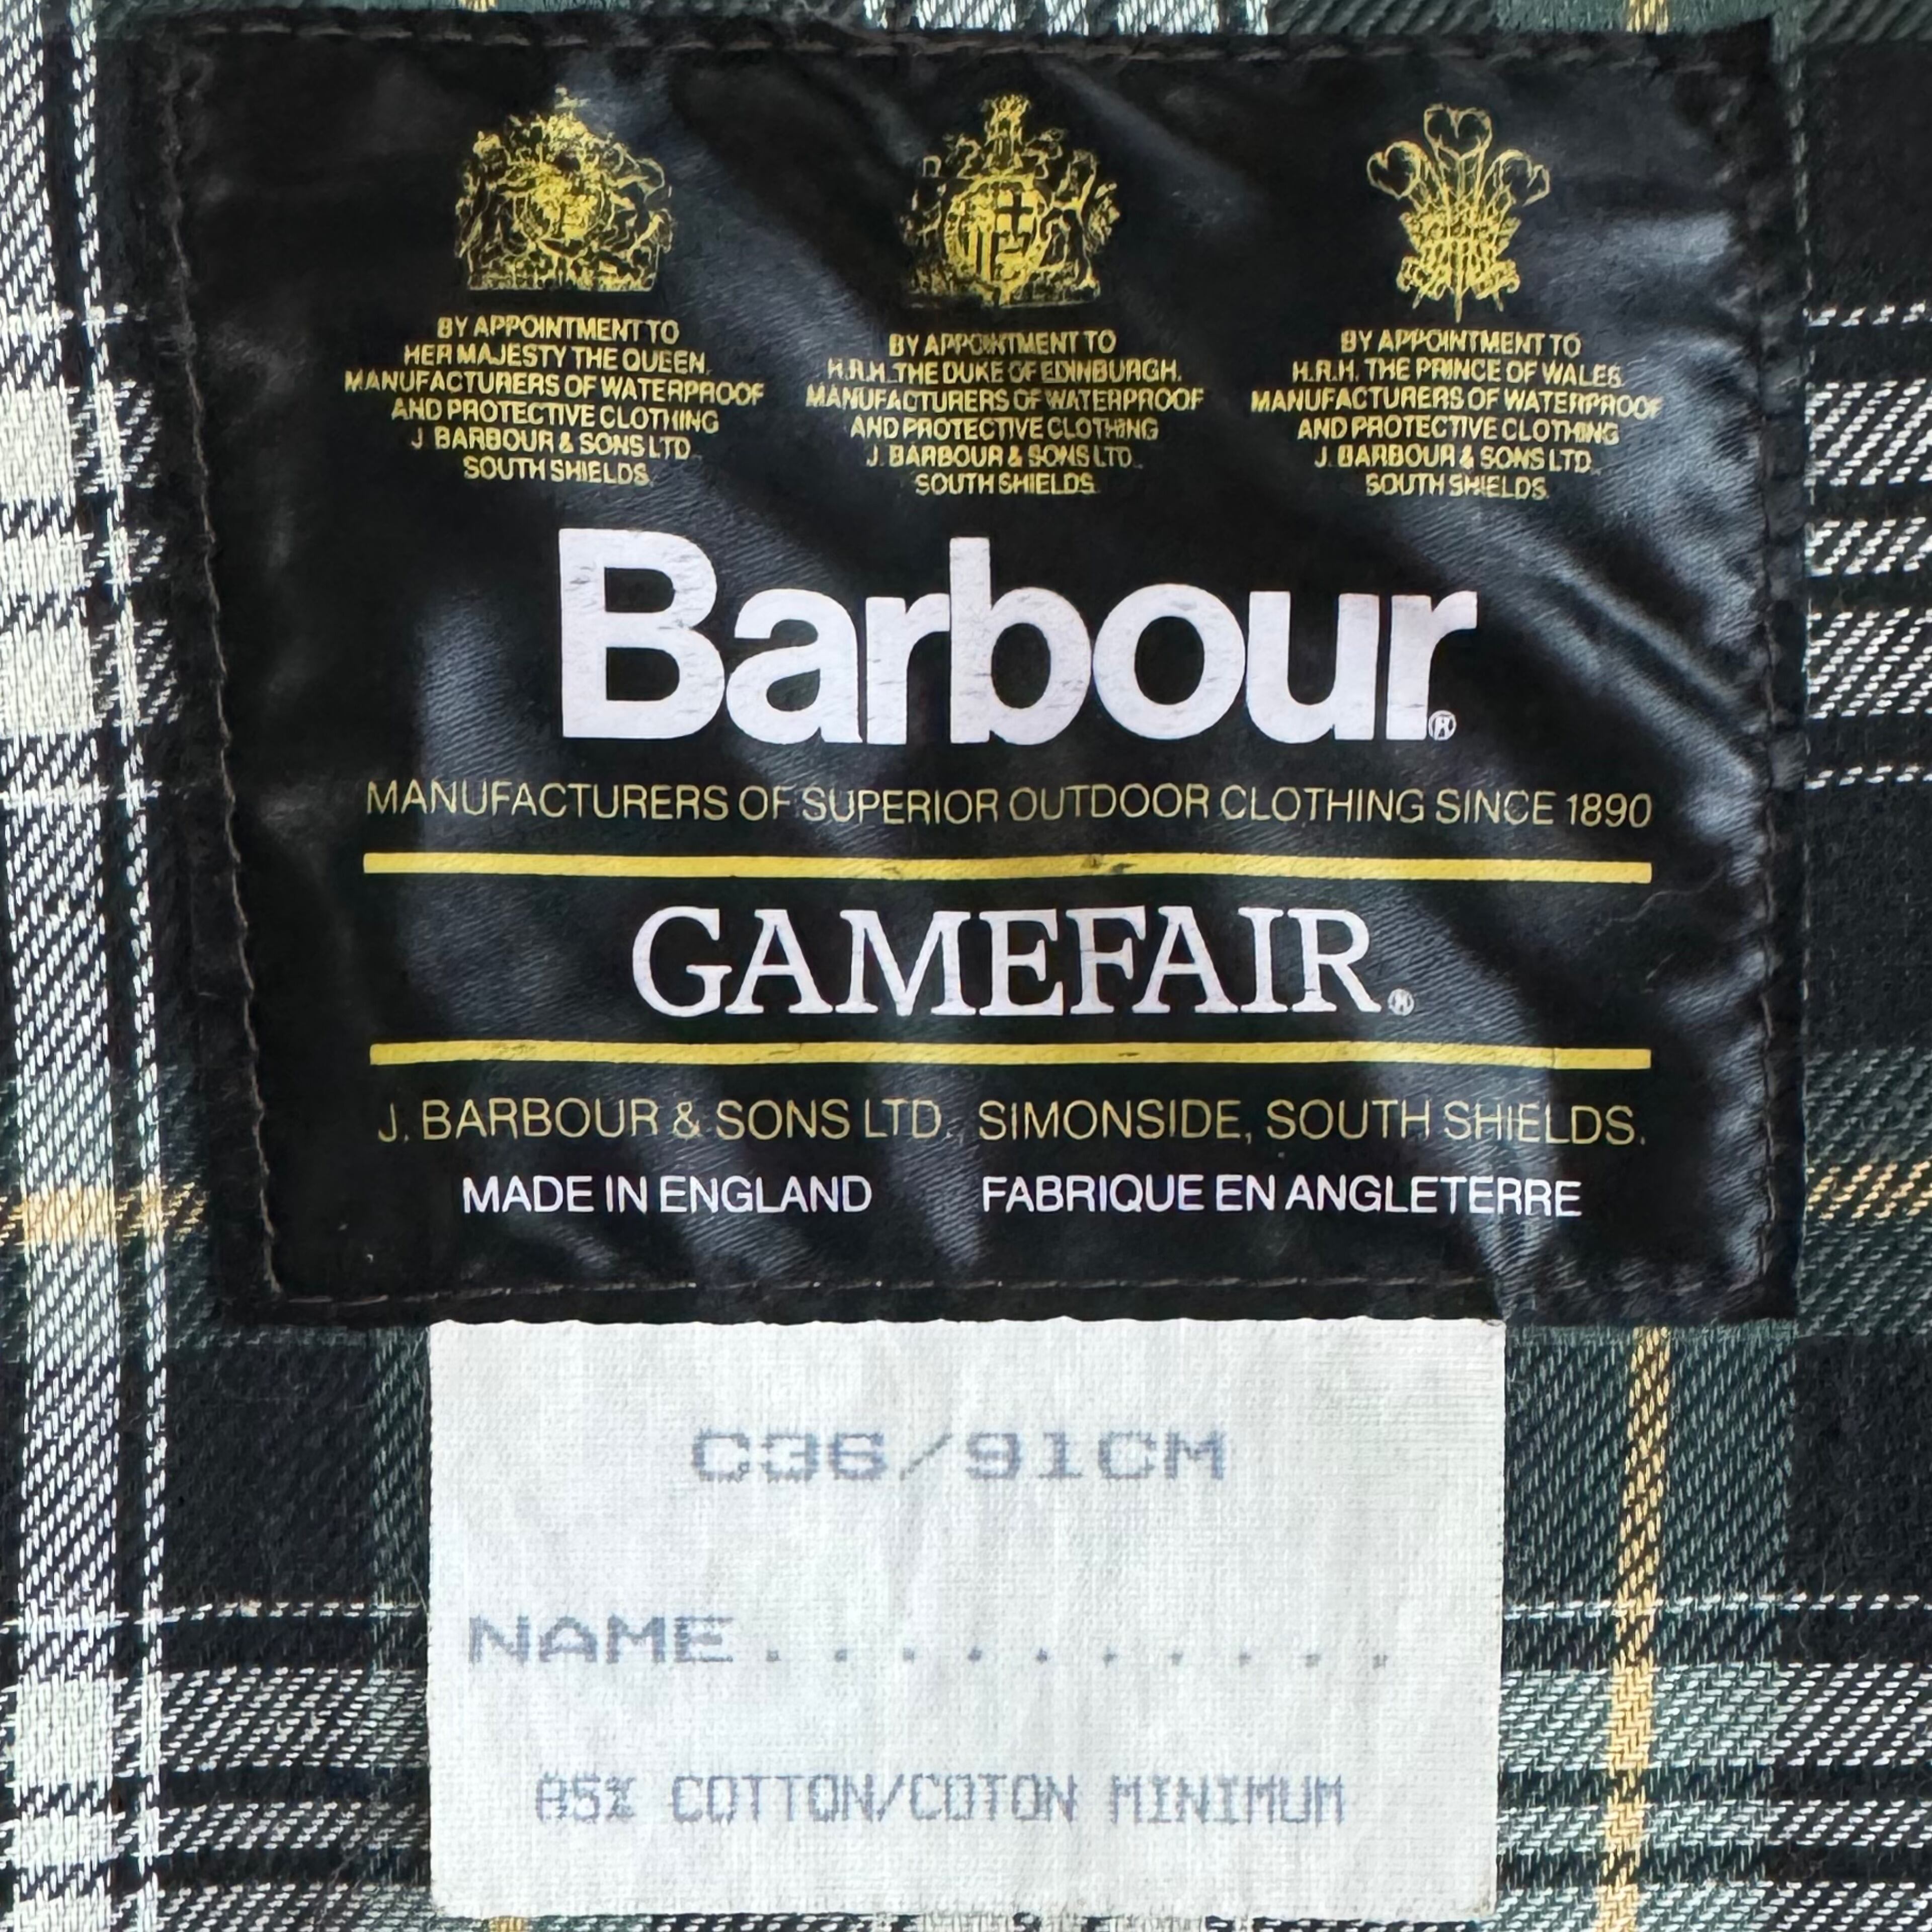 BY APPOINTMENT TO
HER MAJESTY THE QUEEN.
MANUFACTURERS OF WATERPROOF
AND PROTECTIVE CLOTHING
J. BARBOUR & SONS LTD.
SOUTH SHIELDS.
BY APPOINTMENT TO
H.R.H. THE DUKE OF EDINBURGH.
MANUFACTURERS OF WATERPROOF
AND PROTECTIVE CLOTHING
J. BARBOUR & SONS LTD.
SOUTH SHIELDS.
BY APPOINTMENT TO
H.R.H. THE PRINCE OF WALES
MANUFACTURERS OF WATERPROOF
AND PROTECTIVE CLOTHING
J. BARBOUR & SONS LTD.
SOUTH SHIELDS.
Barbour®
MANUFACTURERS OF SUPERIOR OUTDOOR CLOTHING SINCE 1890
GAMEFAIR®
J. BARBOUR & SONS LTD., SIMONSIDE, SOUTH SHIELDS.
MADE IN ENGLAND FABRIQUE EN ANGLETERRE
C36/91CM
NAME...........
85% COTTON/COTON MINIMUM